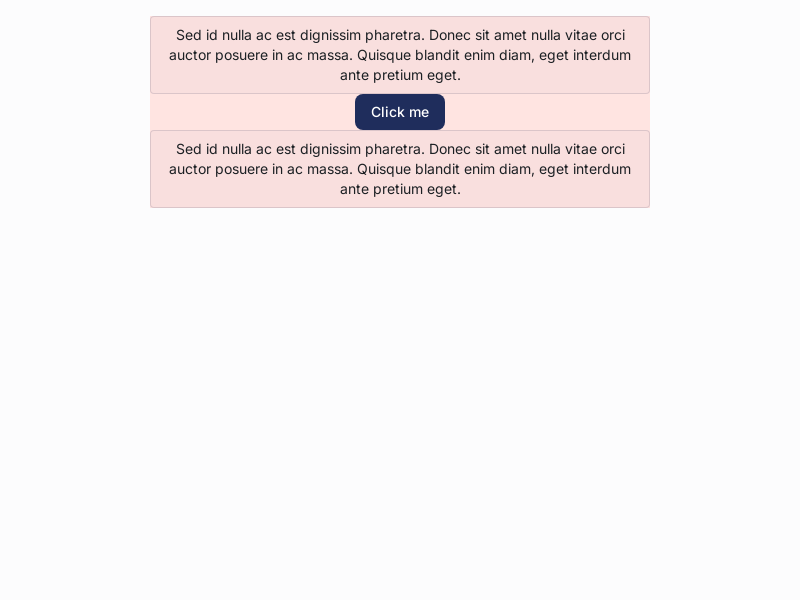 Sed id nulla ac est dignissim pharetra. Donec sit amet nulla vitae orci
auctor posuere in ac massa. Quisque blandit enim diam, eget interdum
ante pretium eget.
Click me
Sed id nulla ac est dignissim pharetra. Donec sit amet nulla vitae orci
auctor posuere in ac massa. Quisque blandit enim diam, eget interdum
ante pretium eget.